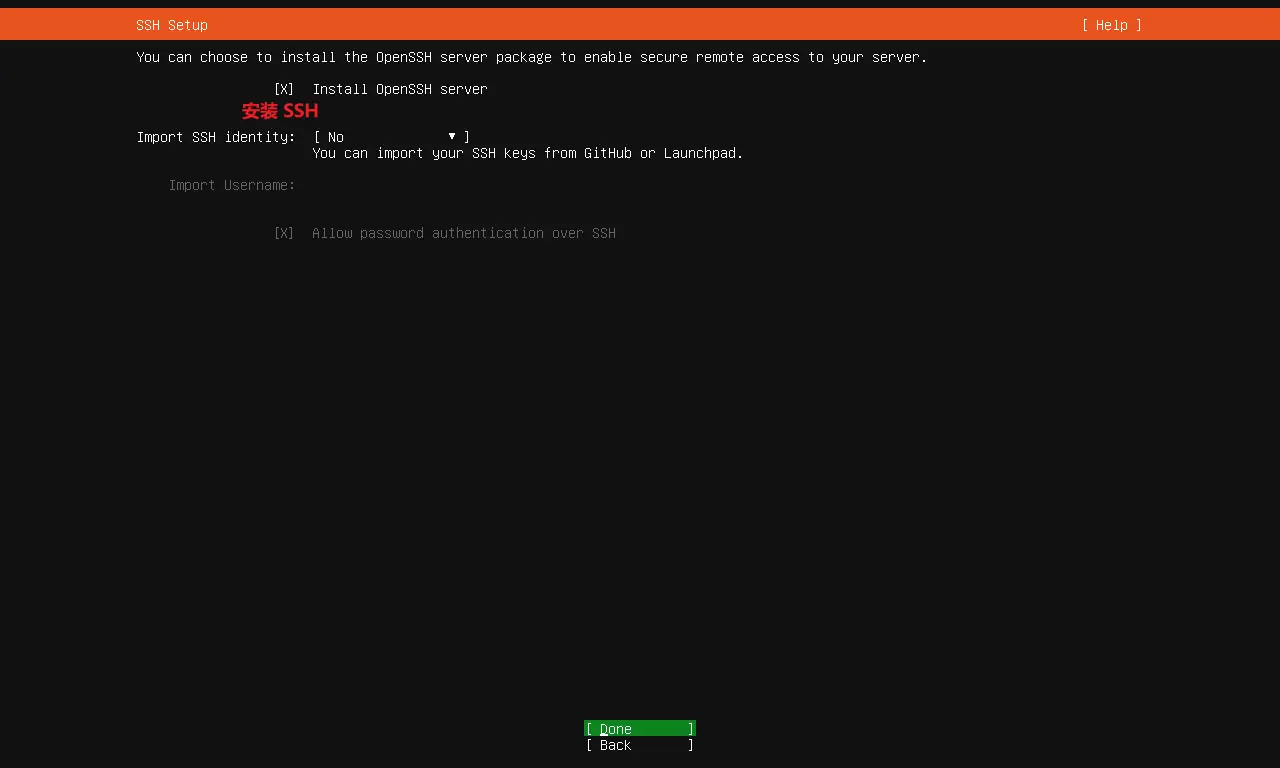 SSH Setup [ Help ]
You can choose to install the OpenSSH server package to enable secure remote access to your server.
[X] Install OpenSSH server
安装 SSH
Import SSH identity: [ No ▼ ]
You can import your SSH keys from GitHub or Launchpad.
Import Username:
[X] Allow password authentication over SSH
[ Done ]
[ Back ]